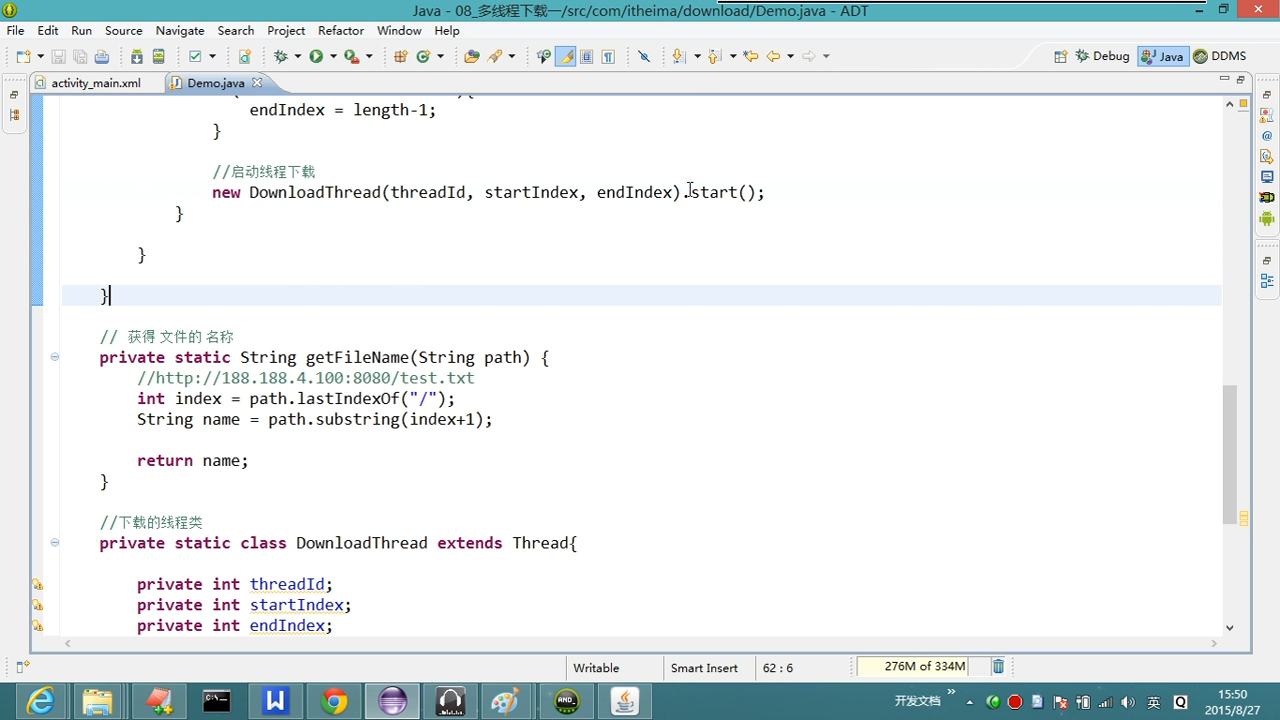 Java - 08_多线程下载一/src/com/itheima/download/Demo.java - ADT
File Edit Run Source Navigate Search Project Refactor Window Help
Debug Java DDMS
activity_main.xml Demo.java
endIndex = length-1;
}
//启动线程下载
new DownloadThread(threadId, startIndex, endIndex).start();
}
}
}
// 获得 文件的 名称
private static String getFileName(String path) {
//http://188.188.4.100:8080/test.txt
int index = path.lastIndexOf("/");
String name = path.substring(index+1);
return name;
}
//下载的线程类
private static class DownloadThread extends Thread{
private int threadId;
private int startIndex;
private int endIndex;
Writable Smart Insert 62 : 6 276M of 334M
开发文档 英 15:50
2015/8/27